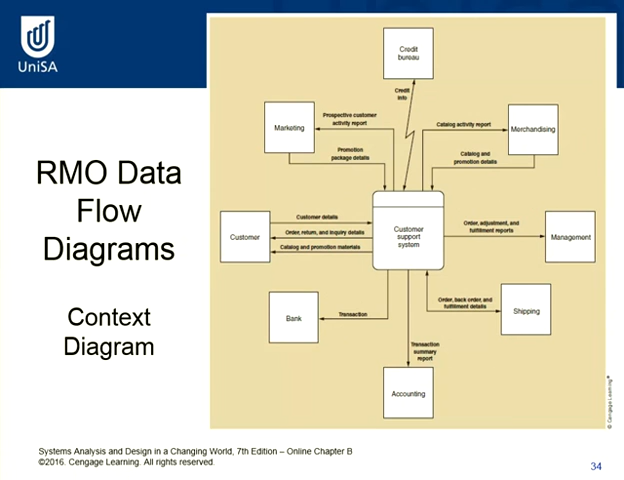 UniSA
RMO Data
Flow
Diagrams
Context
Diagram
Credit
bureau
Credit
info
Marketing
Prospective customer
activity report
Promotion
package details
Catalog activity report
Merchandising
Catalog and
promotion details
Customer
Customer details
Order, return, and inquiry details
Catalog and promotion materials
Customer
support
system
Order, adjustment, and
fulfillment reports
Management
Bank
Transaction
Order, back order, and
fulfillment details
Shipping
Transaction
summary
report
Accounting
© Cengage Learning®
Systems Analysis and Design in a Changing World, 7th Edition – Online Chapter B
©2016. Cengage Learning. All rights reserved.
34